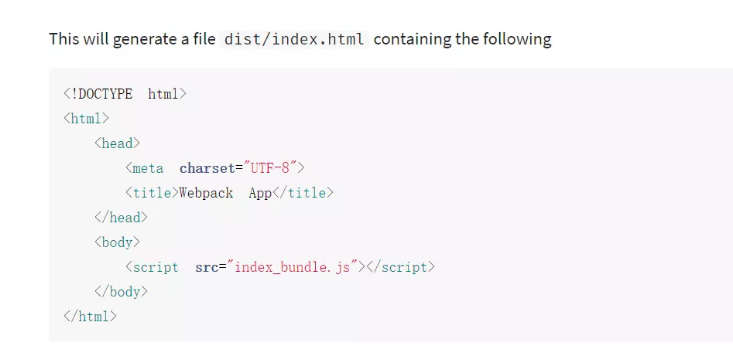 This will generate a file dist/index.html containing the following
<!DOCTYPE html>
<html>
<head>
<meta charset="UTF-8">
<title>Webpack App</title>
</head>
<body>
<script src="index_bundle.js"></script>
</body>
</html>